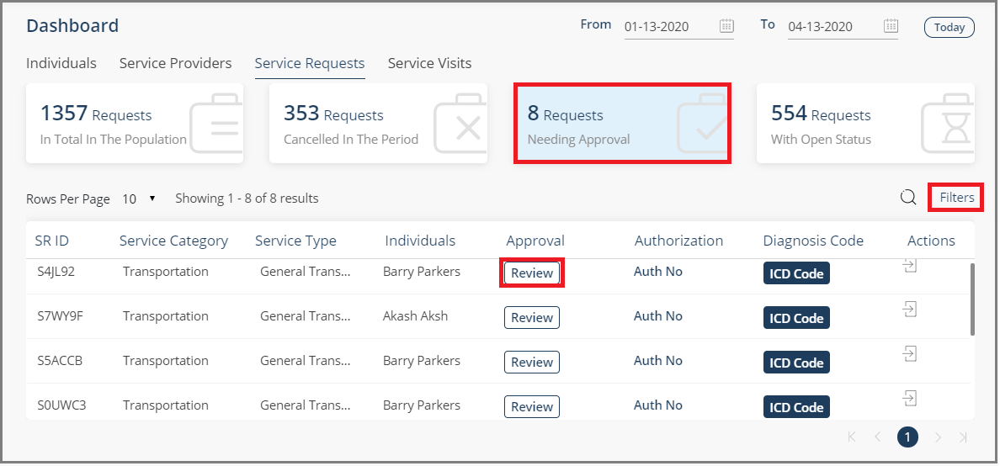 Dashboard
From 01-13-2020 To 04-13-2020 Today
Individuals Service Providers Service Requests Service Visits
1357 Requests 353 Requests 8 Requests 554 Requests
In Total In The Population Cancelled In The Period Needing Approval With Open Status
Rows Per Page 10 Showing 1 - 8 of 8 results Filters
SR ID Service Category Service Type Individuals Approval Authorization Diagnosis Code Actions
S4JL92 Transportation General Trans... Barry Parkers Review Auth No ICD Code
S7WY9F Transportation General Trans... Akash Aksh Review Auth No ICD Code
S5ACCB Transportation General Trans... Barry Parkers Review Auth No ICD Code
S0UWC3 Transportation General Trans... Barry Parkers Review Auth No ICD Code
1